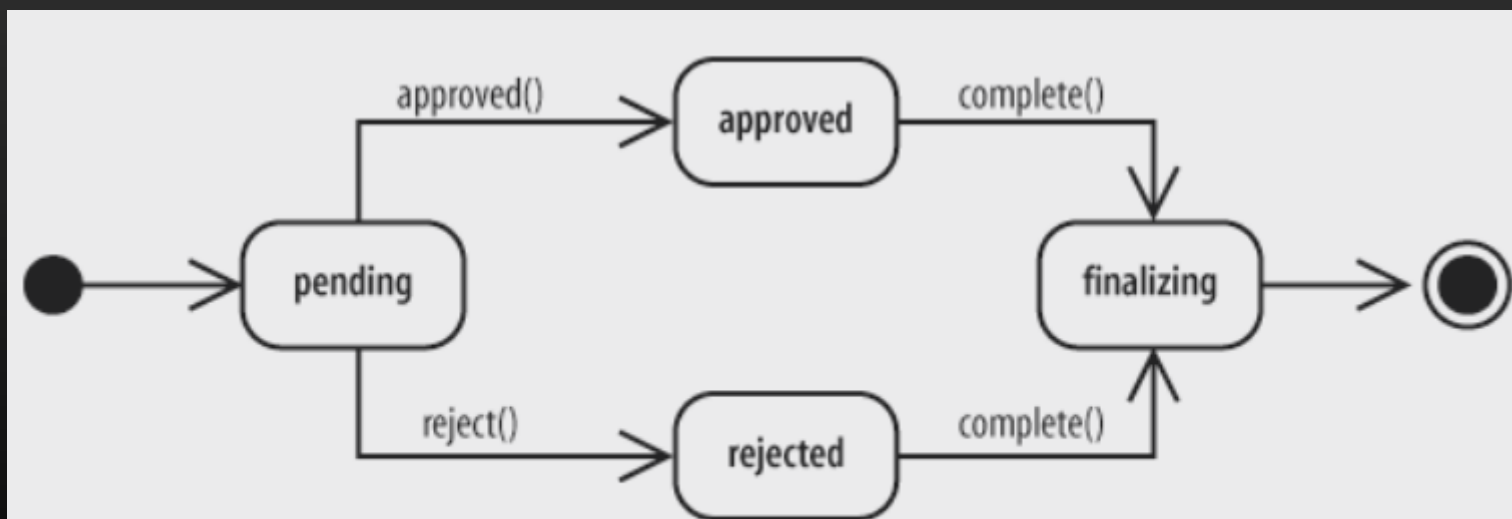 approved()
approved
complete()
pending
finalizing
reject()
rejected
complete()